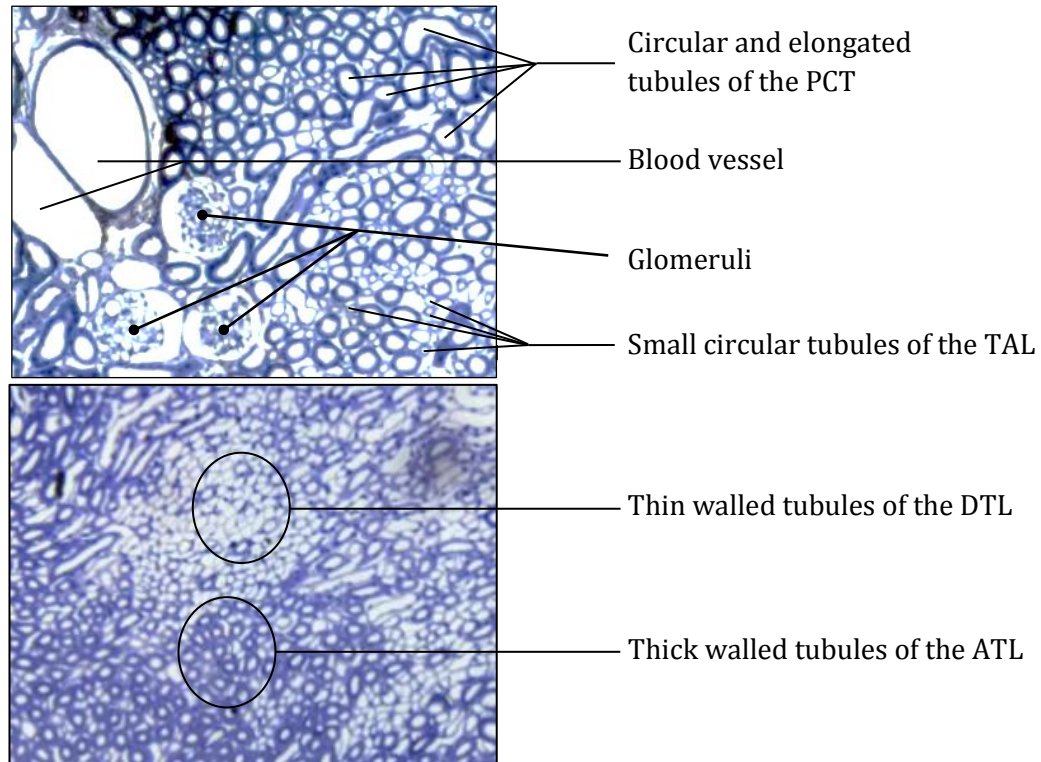 Circular and elongated
tubules of the PCT
Blood vessel
Glomeruli
Small circular tubules of the TAL
Thin walled tubules of the DTL
Thick walled tubules of the ATL